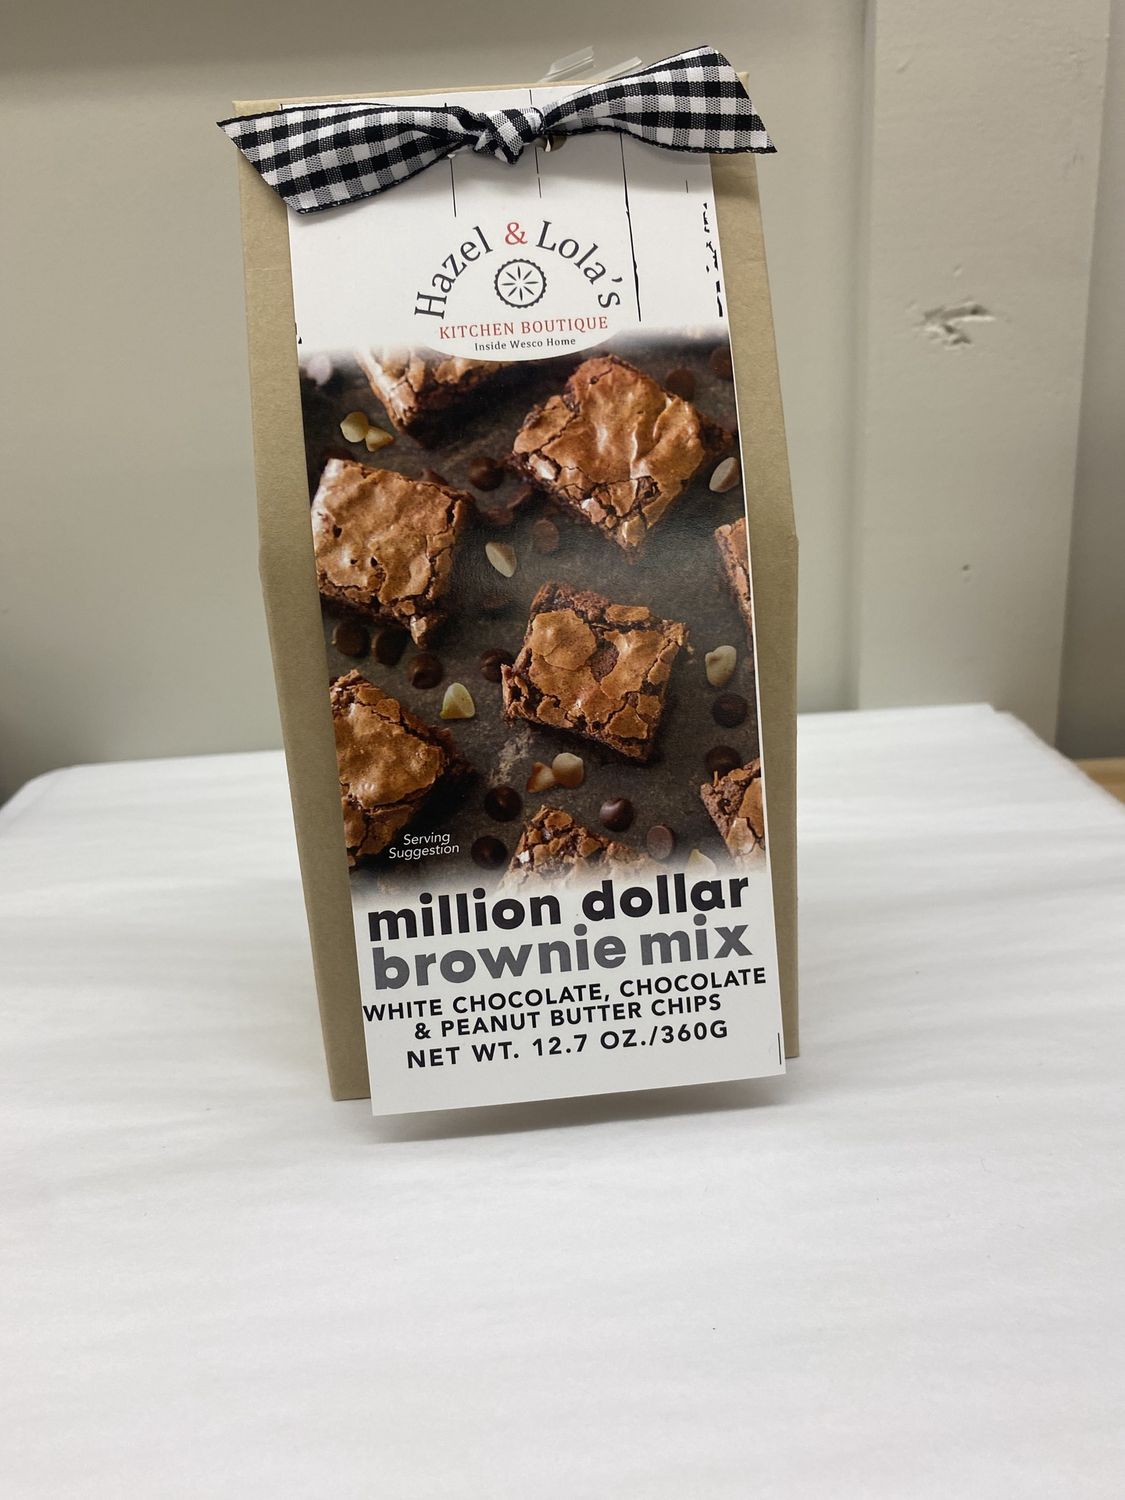 Hazel & Lola's
KITCHEN BOUTIQUE
Inside Wesco Home
Serving
Suggestion
million dollar
brownie mix
WHITE CHOCOLATE, CHOCOLATE
& PEANUT BUTTER CHIPS
NET WT. 12.7 OZ./360G